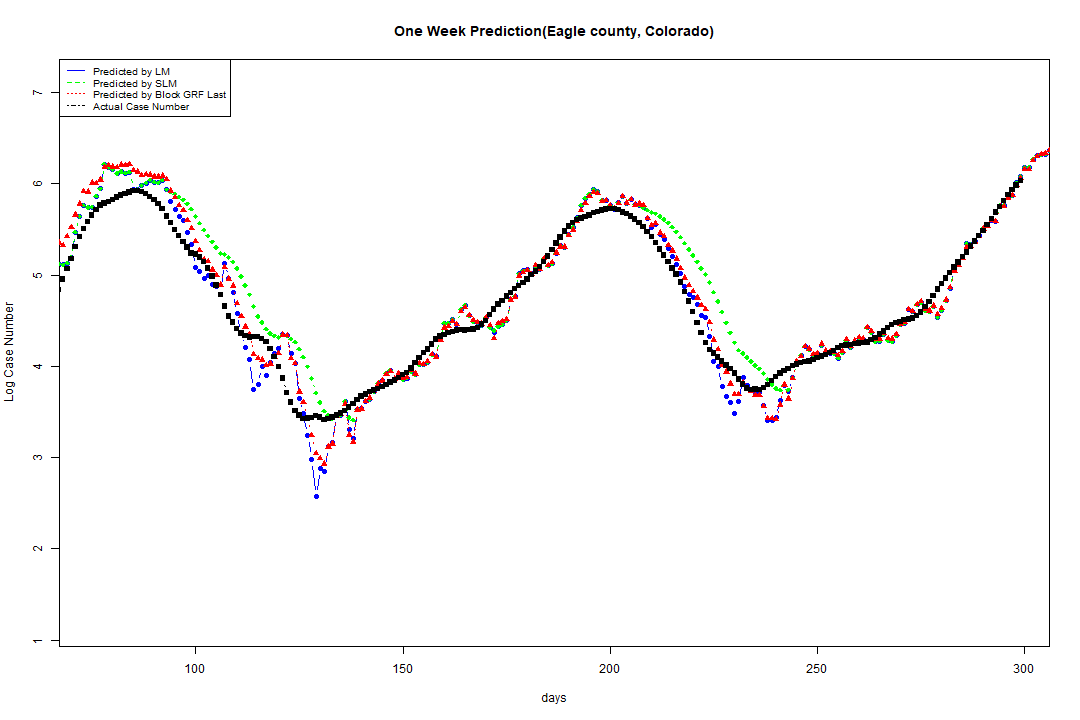 One Week Prediction(Eagle county, Colorado)
Predicted by LM
Predicted by SLM
Predicted by Block GRF Last
Actual Case Number
7
6
5
4
3
2
1
Log Case Number
100 150 200 250 300
days